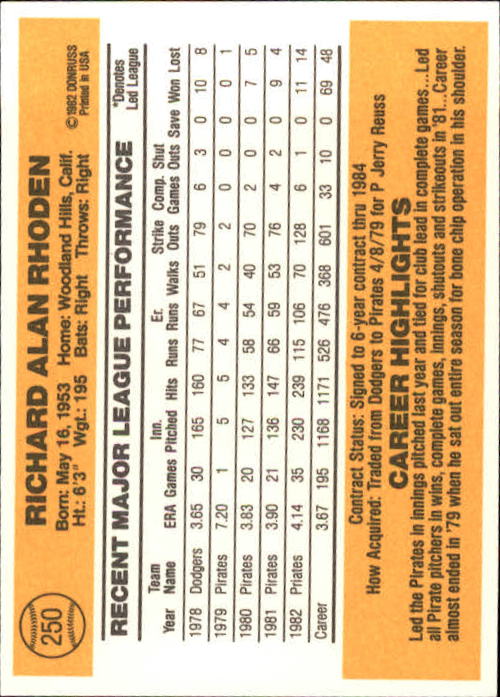 250
RICHARD ALAN RHODEN
Born: May 16, 1953 Home: Woodland Hills, Calif.
Ht.: 6'3" Wgt.: 195 Bats: Right Throws: Right
©1982 DONRUSS
Printed in USA
RECENT MAJOR LEAGUE PERFORMANCE
*Denotes
Led League
Team Inn. Er. Strike Comp. Shut
Year Name ERA Games Pitched Hits Runs Runs Walks Outs Games Outs Save Won Lost
1978 Dodgers 3.65 30 165 160 77 67 51 79 6 3 0 10 8
1979 Pirates 7.20 1 5 5 4 4 2 2 0 0 0 0 1
1980 Pirates 3.83 20 127 133 58 54 40 70 2 0 0 7 5
1981 Pirates 3.90 21 136 147 66 59 53 76 4 2 0 9 4
1982 Priates 4.14 35 230 239 115 106 70 128 6 1 0 11 14
Career 3.67 195 1168 1171 526 476 368 601 33 10 0 69 48
Contract Status: Signed to 6-year contract thru 1984
How Acquired: Traded from Dodgers to Pirates 4/8/79 for P Jerry Reuss
CAREER HIGHLIGHTS
Led the Pirates in innings pitched last year and tied for club lead in complete games...Led
all Pirate pitchers in wins, complete games, innings, shutouts and strikeouts in '81...Career
almost ended in '79 when he sat out entire season for bone chip operation in his shoulder.